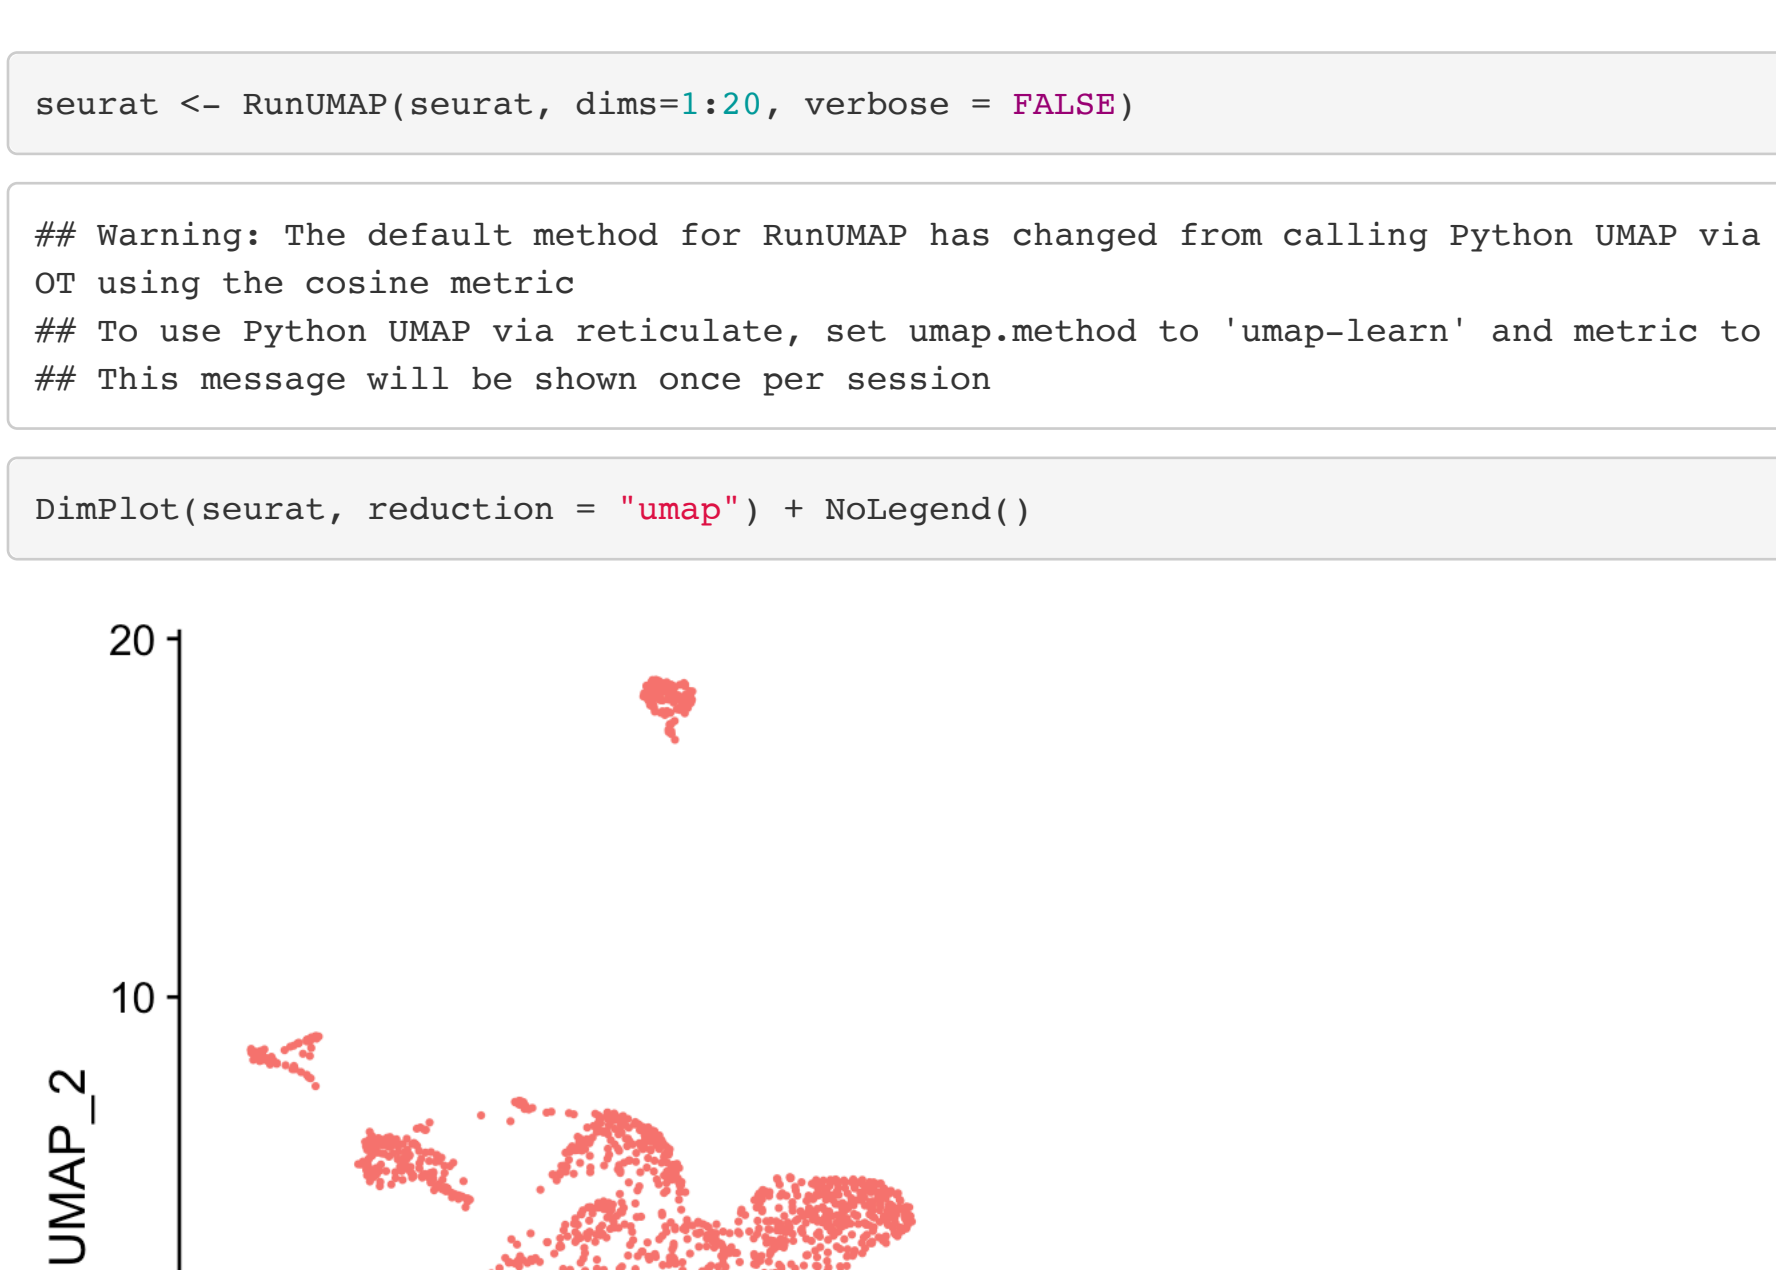 seurat <- RunUMAP(seurat, dims=1:20, verbose = FALSE)
## Warning: The default method for RunUMAP has changed from calling Python UMAP via
OT using the cosine metric
## To use Python UMAP via reticulate, set umap.method to 'umap-learn' and metric to
## This message will be shown once per session
DimPlot(seurat, reduction = "umap") + NoLegend()
20
10
UMAP_2